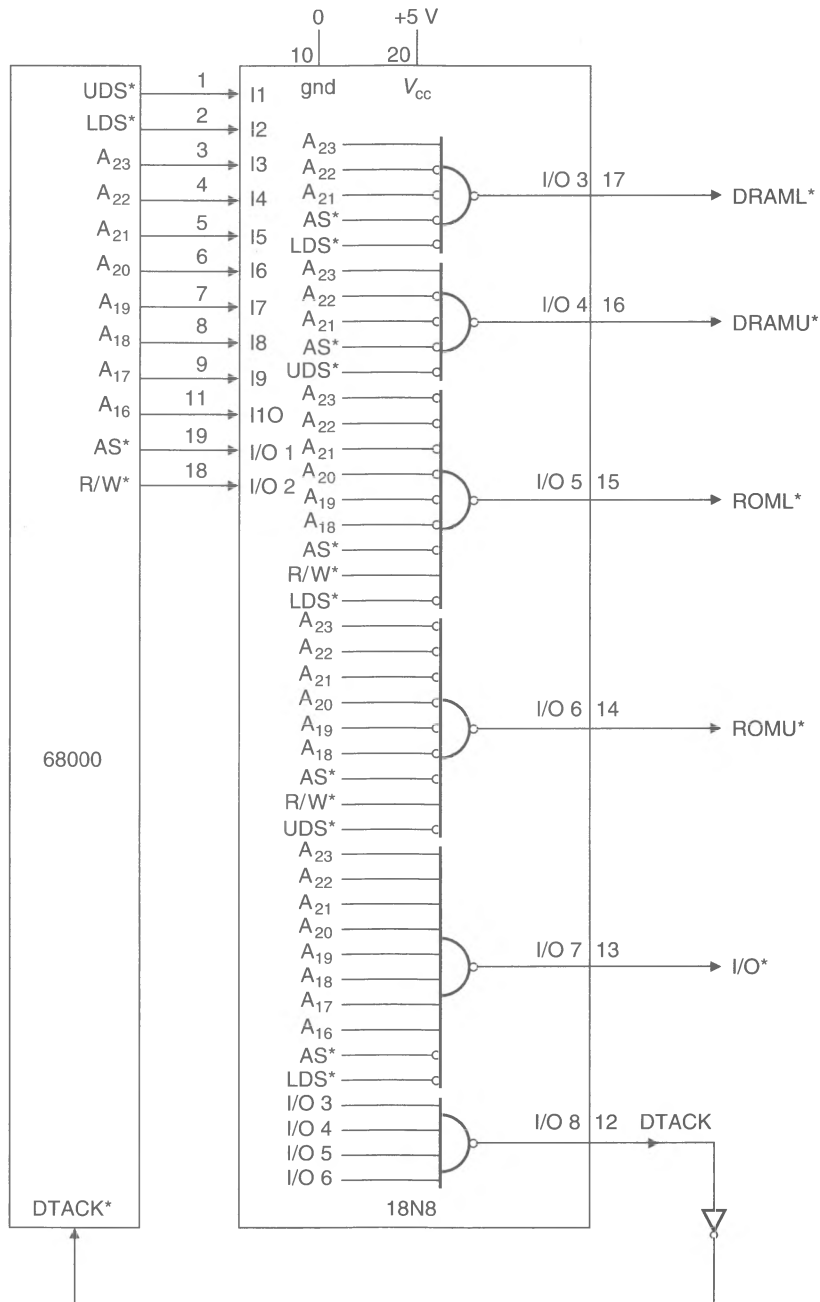 0 +5 V
10 20
gnd Vcc
UDS* 1 I1
LDS* 2 I2
A23 3 I3
A22 4 I4
A21 5 I5
A20 6 I6
A19 7 I7
A18 8 I8
A17 9 I9
A16 11 I1O
AS* 19 I/O 1
R/W* 18 I/O 2
A23
A22
A21
AS*
LDS*
I/O 3 17 DRAML*
A23
A22
A21
AS*
UDS*
I/O 4 16 DRAMU*
A23
A22
A21
A20
A19
A18
AS*
R/W*
LDS*
I/O 5 15 ROML*
A23
A22
A21
A20
A19
A18
AS*
R/W*
UDS*
I/O 6 14 ROMU*
68000
A23
A22
A21
A20
A19
A18
A17
A16
AS*
LDS*
I/O 7 13 I/O*
I/O 3
I/O 4
I/O 5
I/O 6
I/O 8 12 DTACK
DTACK* 18N8